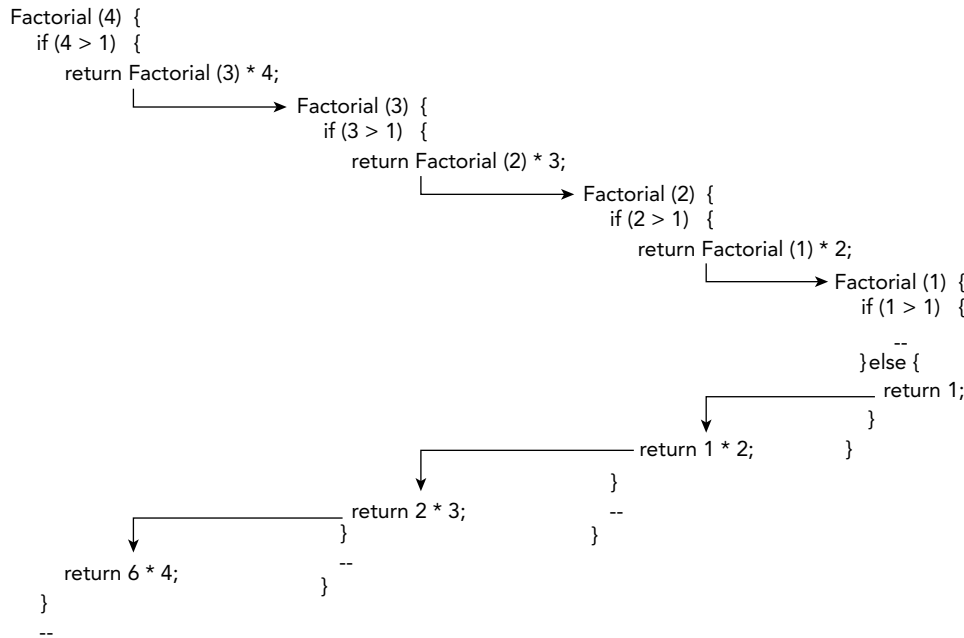 Factorial (4) {
if (4 > 1) {
return Factorial (3) * 4;
Factorial (3) {
if (3 > 1) {
return Factorial (2) * 3;
Factorial (2) {
if (2 > 1) {
return Factorial (1) * 2;
Factorial (1) {
if (1 > 1) {
--
}else {
return 1;
}
return 1 * 2; }
}
return 2 * 3; --
} }
--
return 6 * 4; }
}
--